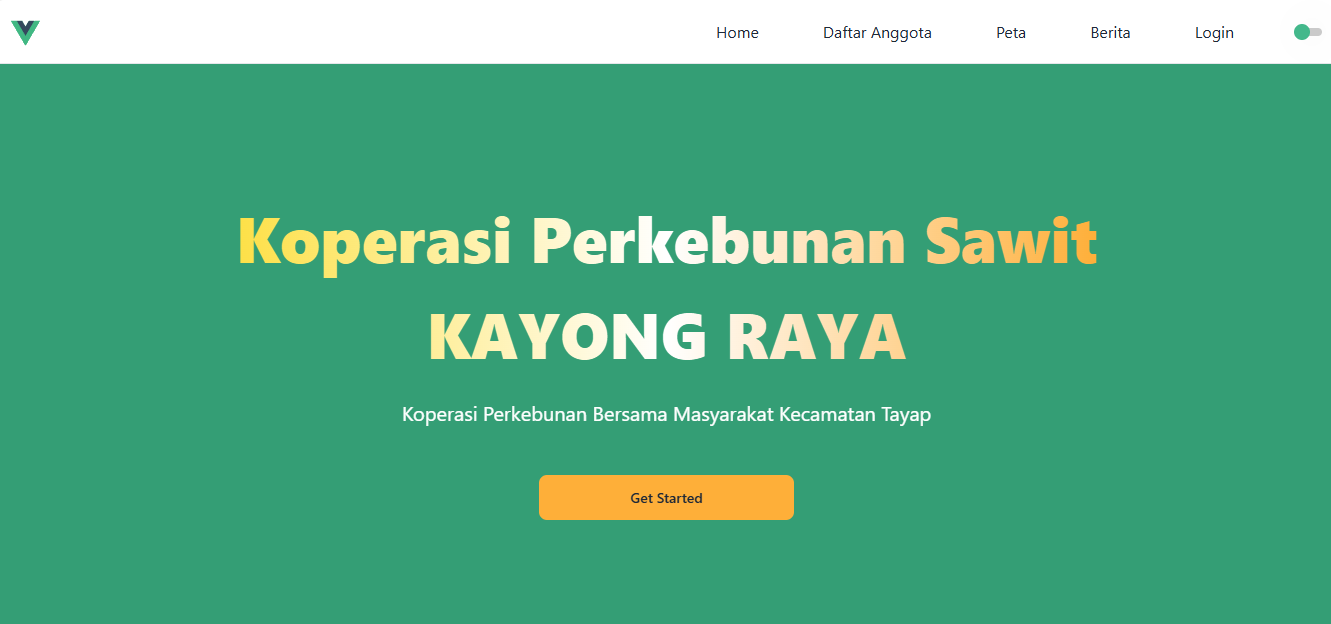 Home Daftar Anggota Peta Berita Login
Koperasi Perkebunan Sawit
KAYONG RAYA
Koperasi Perkebunan Bersama Masyarakat Kecamatan Tayap
Get Started